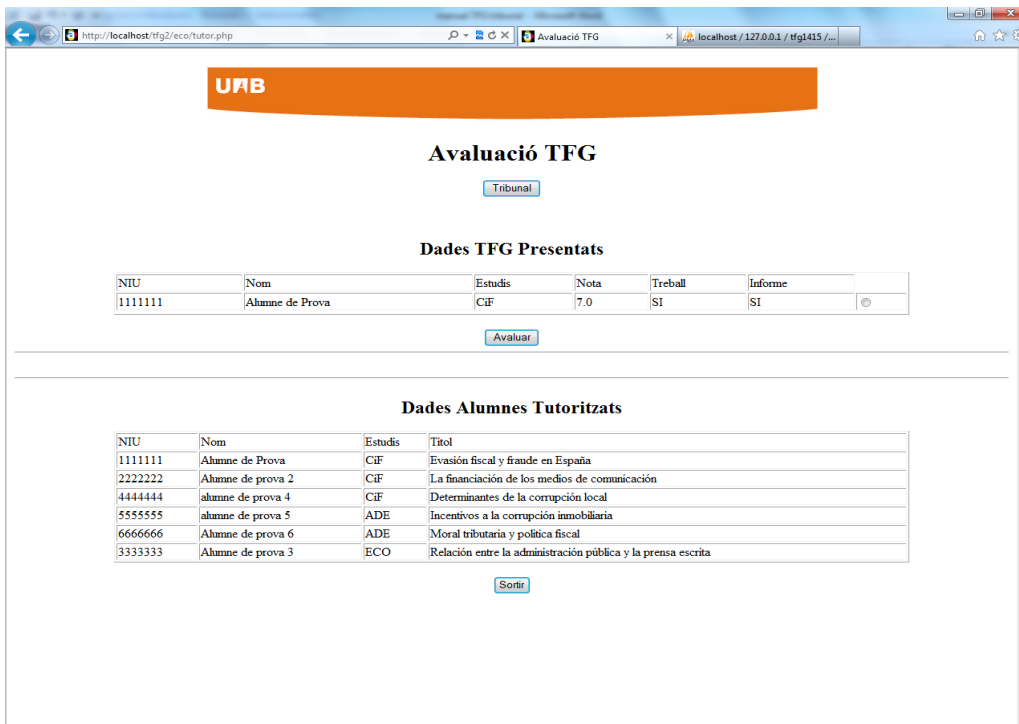 http://localhost/tfg2/eco/tutor.php
Avaluació TFG
localhost / 127.0.0.1 / tfg1415 /...
UAB
Avaluació TFG
Tribunal
Dades TFG Presentats
NIU Nom Estudis Nota Treball Informe
1111111 Alumne de Prova CiF 7.0 SI SI
Avaluar
Dades Alumnes Tutoritzats
NIU Nom Estudis Titol
1111111 Alumne de Prova CiF Evasión fiscal y fraude en España
2222222 Alumne de prova 2 CiF La financiación de los medios de comunicación
4444444 alumne de prova 4 CiF Determinantes de la corrupción local
5555555 alumne de prova 5 ADE Incentivos a la corrupción inmobiliaria
6666666 Alumne de prova 6 ADE Moral tributaria y política fiscal
3333333 Alumne de prova 3 ECO Relación entre la administración pública y la prensa escrita
Sortir